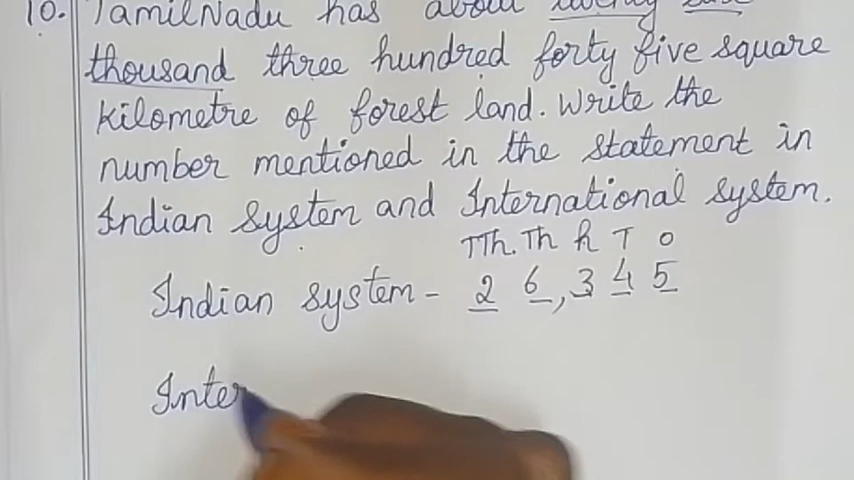 10. TamilNadu has about twenty
thousand three hundred forty five square
kilometre of forest land. Write the
number mentioned in the statement in
Indian system and International system.
TTh. Th h T O
Indian system - 2 6,3 4 5
Inter